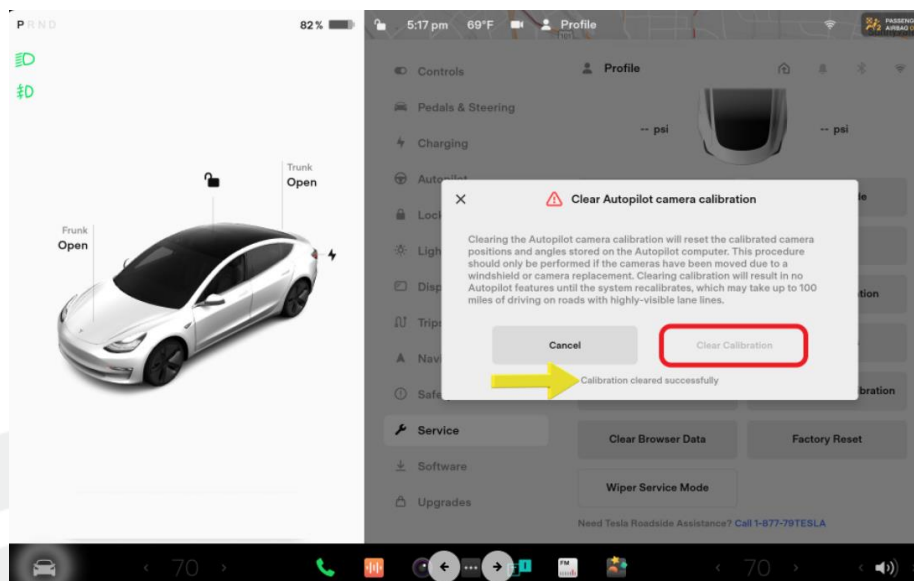 PRND
82 %
5:17 pm 69°F Profile
PASSENG
AIRBAG
Controls
Profile
Pedals & Steering
-- psi
-- psi
Charging
Trunk
Open
Frunk
Open
Clear Autopilot camera calibration
Clearing the Autopilot camera calibration will reset the calibrated camera
positions and angles stored on the Autopilot computer. This procedure
should only be performed if the cameras have been moved due to a
windshield or camera replacement. Clearing calibration will result in no
Autopilot features until the system recalibrates, which may take up to 100
miles of driving on roads with highly-visible lane lines.
Cancel
Clear Calibration
Calibration cleared successfully
Service
Clear Browser Data
Factory Reset
Software
Wiper Service Mode
Upgrades
Need Tesla Roadside Assistance? Call 1-877-79TESLA
70
FM
70